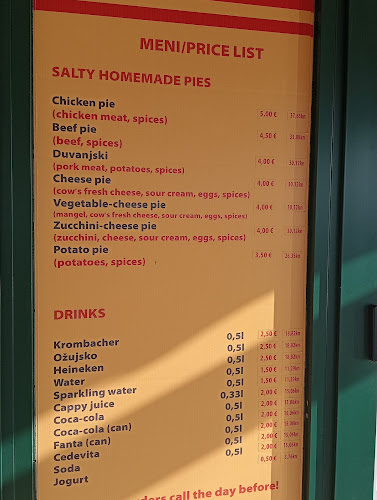 MENI/PRICE LIST
SALTY HOMEMADE PIES
Chicken pie
(chicken meat, spices) 5,00 €
Beef pie
(beef, spices) 4,50 €
Duvanjski
(pork meat, potatoes, spices) 4,00 €
Cheese pie
(cow's fresh cheese, sour cream, eggs, spices) 4,00 €
Vegetable-cheese pie
(mangel, cow's fresh cheese, sour cream, eggs, spices) 4,00 €
Zucchini-cheese pie
(zucchini, cheese, sour cream, eggs, spices) 4,00 €
Potato pie
(potatoes, spices) 3,50 €
DRINKS
Krombacher 0,5l 2,50 €
Ožujsko 0,5l 2,50 €
Heineken 0,5l 2,50 €
Water 0,5l 1,50 €
Sparkling water 0,5l 1,50 €
Cappy juice 0,33l 2,00 €
Coca-cola 0,5l 2,00 €
Coca-cola (can) 0,5l 2,00 €
Fanta (can) 0,5l 2,00 €
Cedevita 0,5l 2,00 €
Soda 0,5l 2,00 €
Jogurt 0,50 €
call the day before!